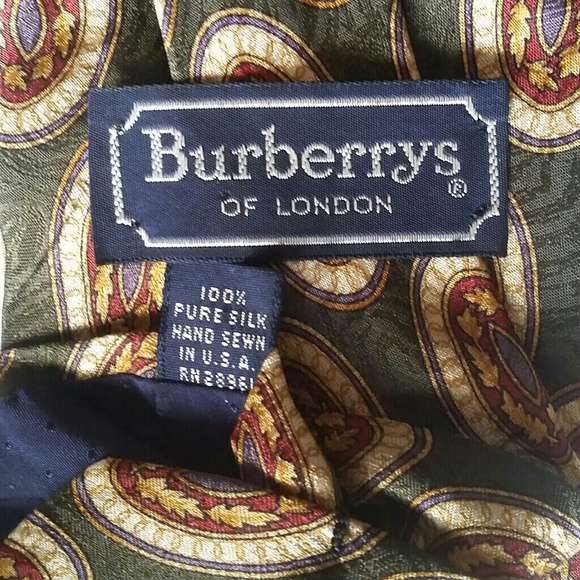 Burberrys®
OF LONDON
100%
PURE SILK
HAND SEWN
IN U.S.A.